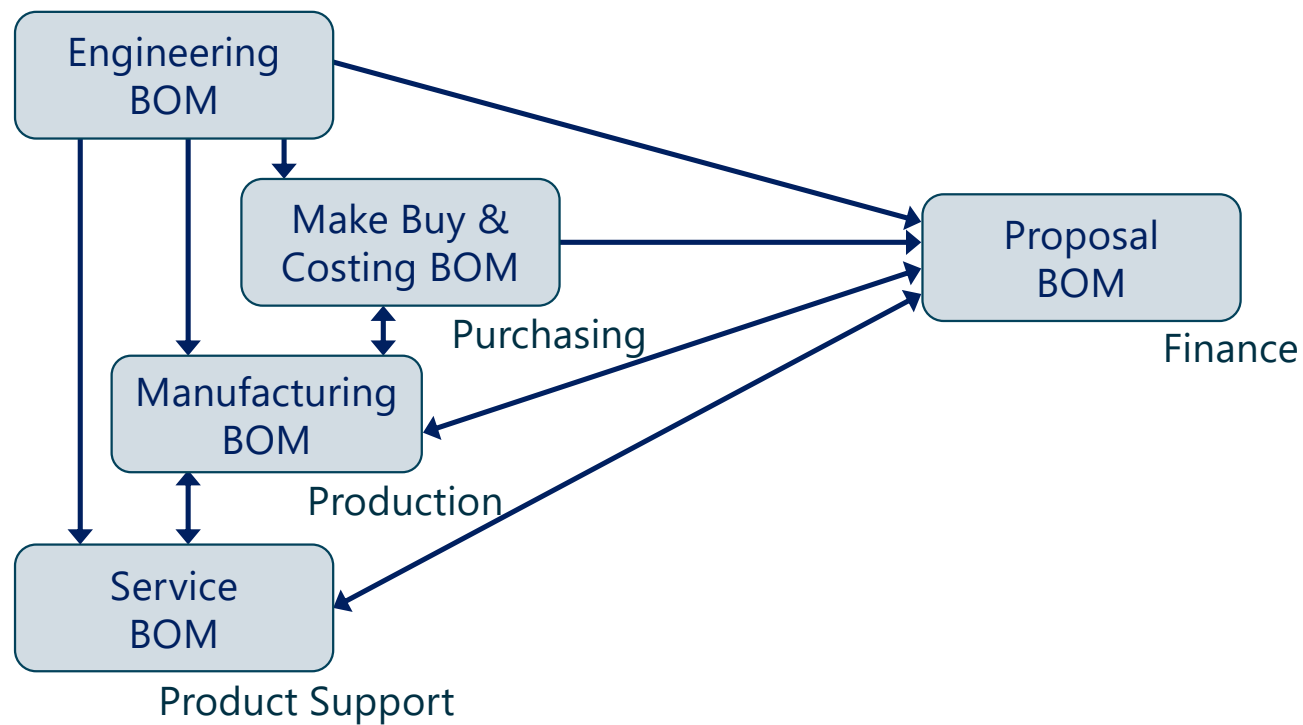 Engineering
BOM
Make Buy &
Costing BOM
Proposal
BOM
Purchasing
Finance
Manufacturing
BOM
Production
Service
BOM
Product Support